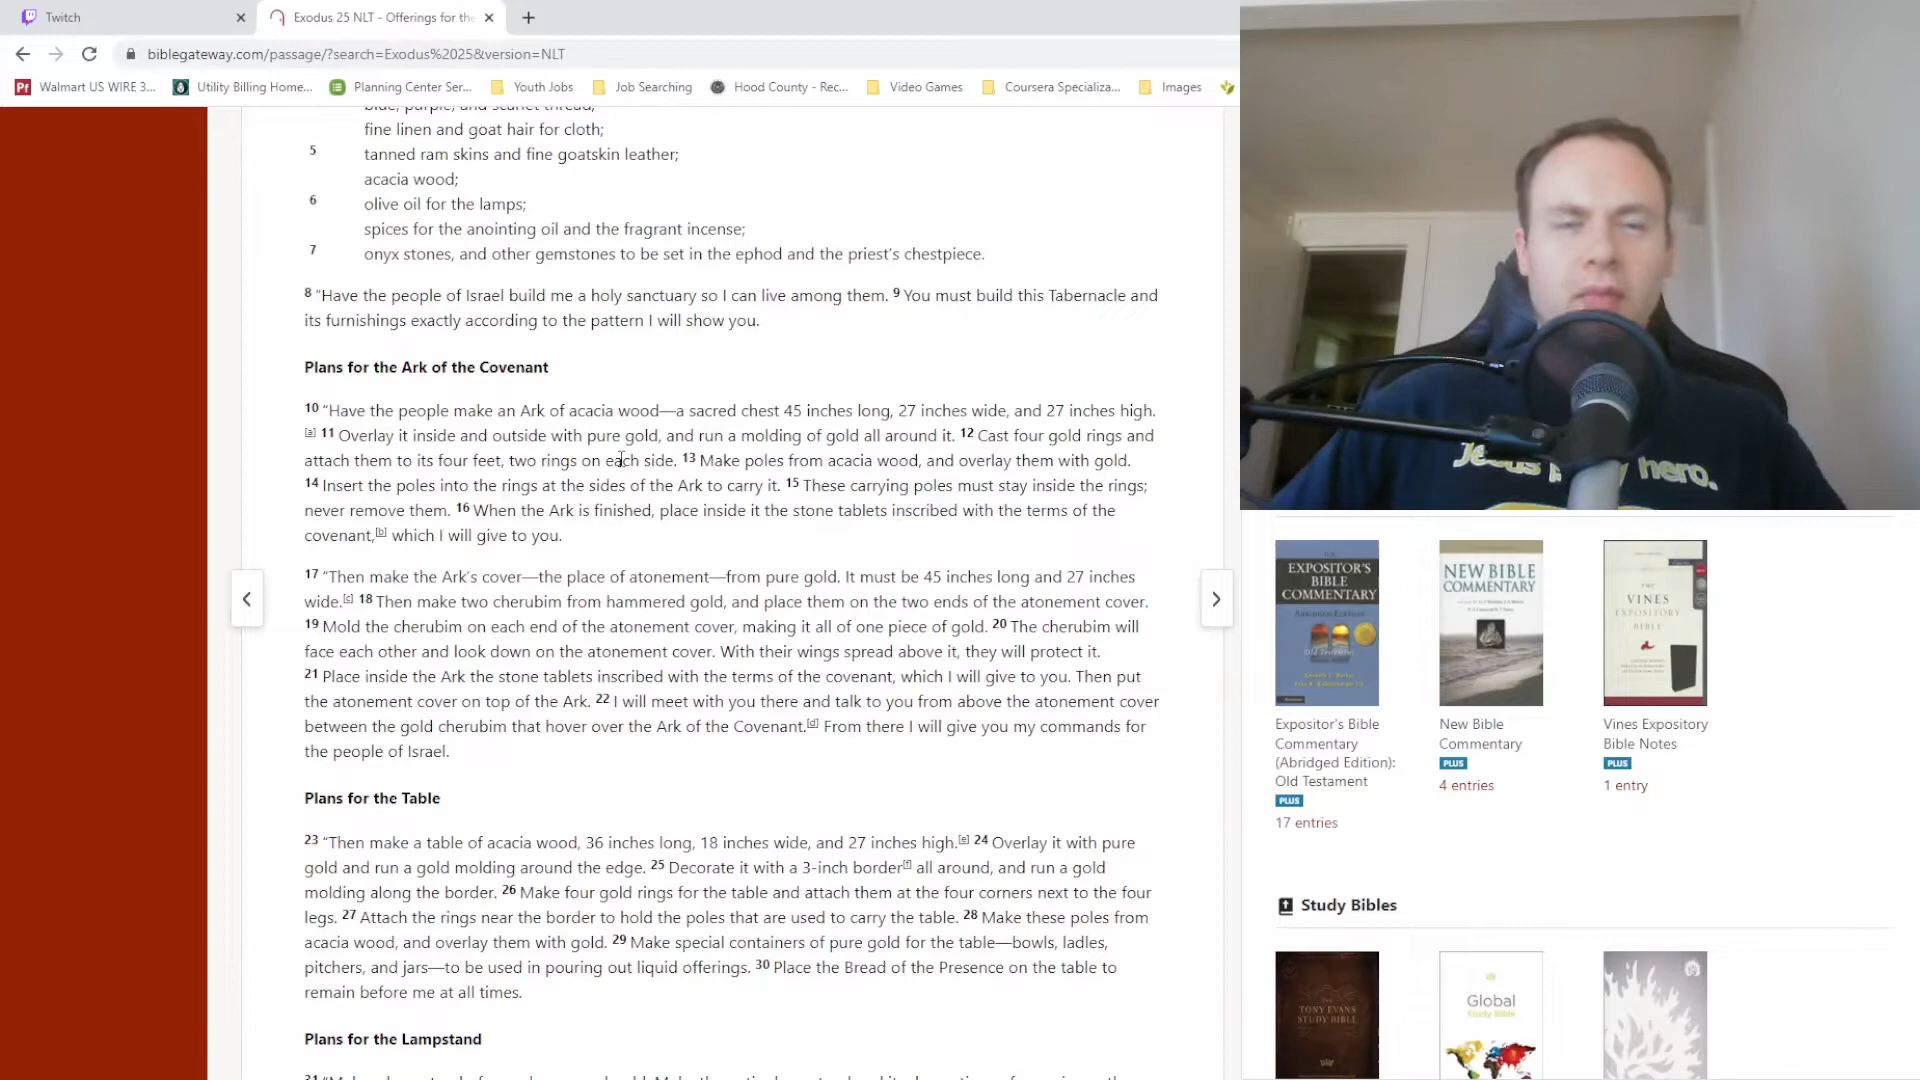 Twitch
Exodus 25 NLT - Offerings for the
biblegateway.com/passage/?search=Exodus%2025&version=NLT
Walmart US WIRE 3...
Utility Billing Home...
Planning Center Ser...
Youth Jobs
Job Searching
Hood County - Rec...
Video Games
Coursera Specializa...
Images
blue, purple, and scarlet thread;
fine linen and goat hair for cloth;
5 tanned ram skins and fine goatskin leather;
acacia wood;
6 olive oil for the lamps;
spices for the anointing oil and the fragrant incense;
7 onyx stones, and other gemstones to be set in the ephod and the priest's chestpiece.
8 “Have the people of Israel build me a holy sanctuary so I can live among them. 9 You must build this Tabernacle and
its furnishings exactly according to the pattern I will show you.
Plans for the Ark of the Covenant
10 “Have the people make an Ark of acacia wood—a sacred chest 45 inches long, 27 inches wide, and 27 inches high.
[a] 11 Overlay it inside and outside with pure gold, and run a molding of gold all around it. 12 Cast four gold rings and
attach them to its four feet, two rings on each side. 13 Make poles from acacia wood, and overlay them with gold.
14 Insert the poles into the rings at the sides of the Ark to carry it. 15 These carrying poles must stay inside the rings;
never remove them. 16 When the Ark is finished, place inside it the stone tablets inscribed with the terms of the
covenant,[b] which I will give to you.
17 “Then make the Ark's cover—the place of atonement—from pure gold. It must be 45 inches long and 27 inches
wide.[c] 18 Then make two cherubim from hammered gold, and place them on the two ends of the atonement cover.
19 Mold the cherubim on each end of the atonement cover, making it all of one piece of gold. 20 The cherubim will
face each other and look down on the atonement cover. With their wings spread above it, they will protect it.
21 Place inside the Ark the stone tablets inscribed with the terms of the covenant, which I will give to you. Then put
the atonement cover on top of the Ark. 22 I will meet with you there and talk to you from above the atonement cover
between the gold cherubim that hover over the Ark of the Covenant.[d] From there I will give you my commands for
the people of Israel.
Plans for the Table
23 “Then make a table of acacia wood, 36 inches long, 18 inches wide, and 27 inches high.[e] 24 Overlay it with pure
gold and run a gold molding around the edge. 25 Decorate it with a 3-inch border[f] all around, and run a gold
molding along the border. 26 Make four gold rings for the table and attach them at the four corners next to the four
legs. 27 Attach the rings near the border to hold the poles that are used to carry the table. 28 Make these poles from
acacia wood, and overlay them with gold. 29 Make special containers of pure gold for the table—bowls, ladles,
pitchers, and jars—to be used in pouring out liquid offerings. 30 Place the Bread of the Presence on the table to
remain before me at all times.
Plans for the Lampstand
Jesus hero.
EXPOSITOR'S
BIBLE
COMMENTARY
ABRIDGED EDITION
Old Testament
NEW BIBLE
COMMENTARY
THE
VINES
EXPOSITORY
BIBLE
Expositor's Bible
Commentary
(Abridged Edition):
Old Testament
PLUS
17 entries
New Bible
Commentary
PLUS
4 entries
Vines Expository
Bible Notes
PLUS
1 entry
Study Bibles
THE
TONY EVANS
STUDY BIBLE
Global
Study Bible